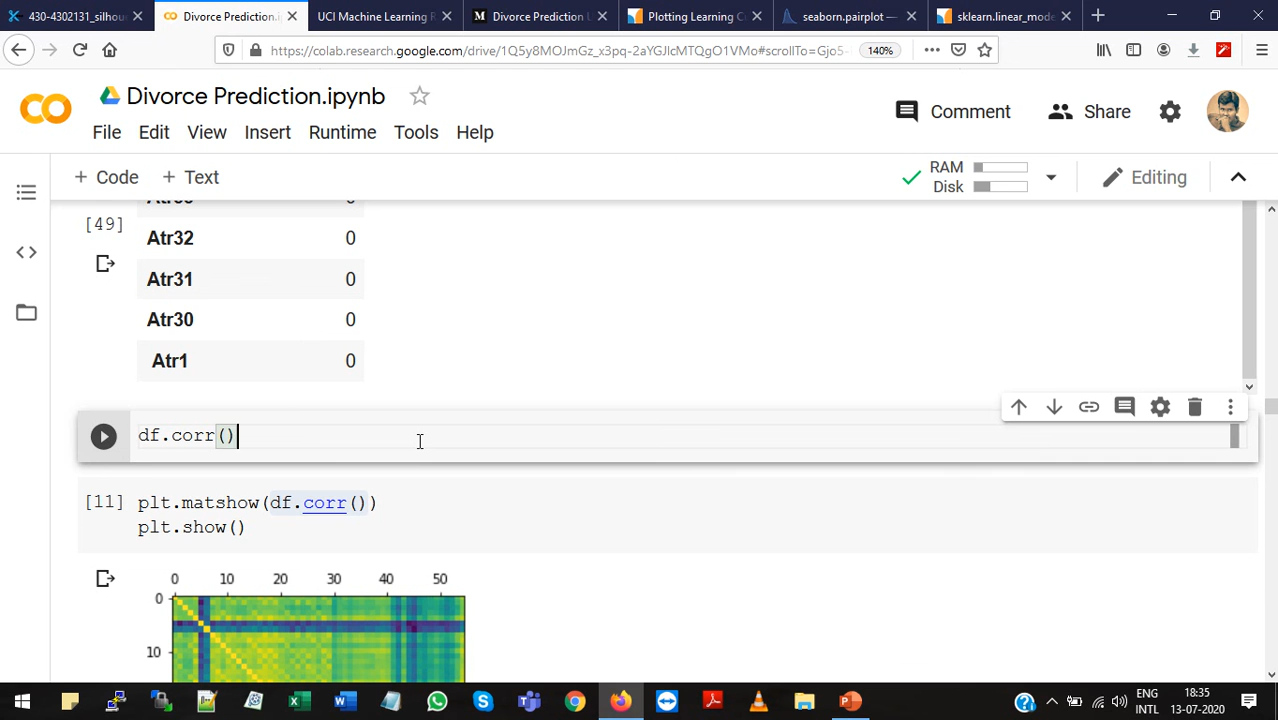 430-4302131_silhou
Divorce Prediction.i
UCI Machine Learning R
Divorce Prediction U
Plotting Learning C
seaborn.pairplot —
sklearn.linear_mode
https://colab.research.google.com/drive/1Q5y8MOJmGz_x3pq-2aYGJlcMTQgO1VMo#scrollTo=Gjo5-
140%
Divorce Prediction.ipynb
Comment
Share
File Edit View Insert Runtime Tools Help
+ Code + Text
RAM
Disk
Editing
[49]
Atr32 0
Atr31 0
Atr30 0
Atr1 0
df.corr()
[11]
plt.matshow(df.corr())
plt.show()
0 10 20 30 40 50
0
10
ENG
INTL
18:35
13-07-2020